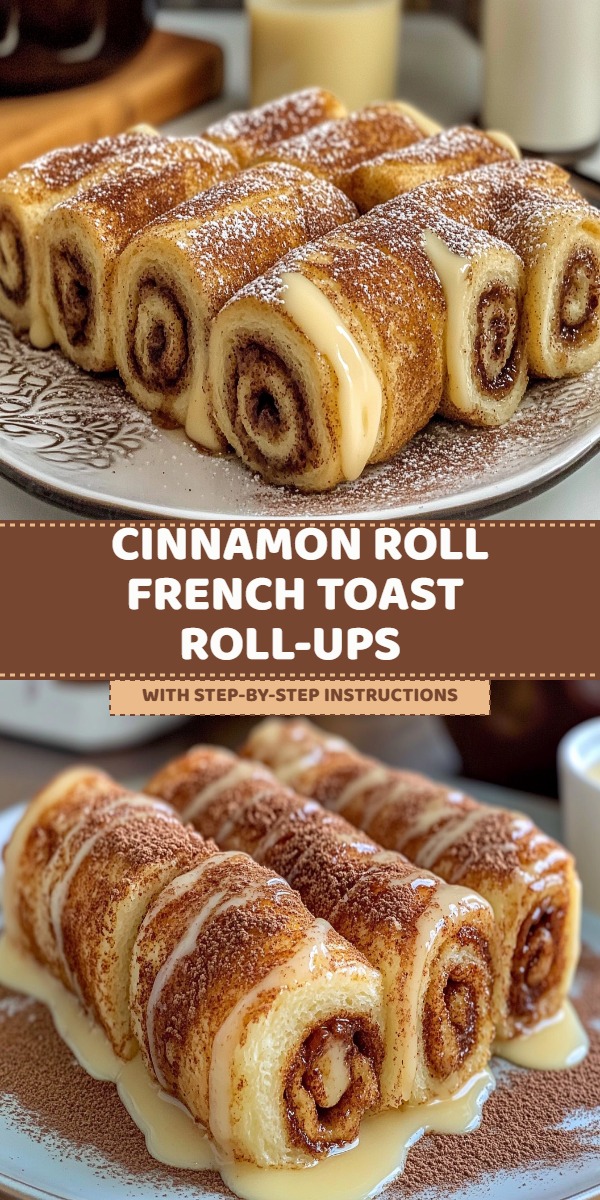 CINNAMON ROLL
FRENCH TOAST
ROLL-UPS
WITH STEP-BY-STEP INSTRUCTIONS